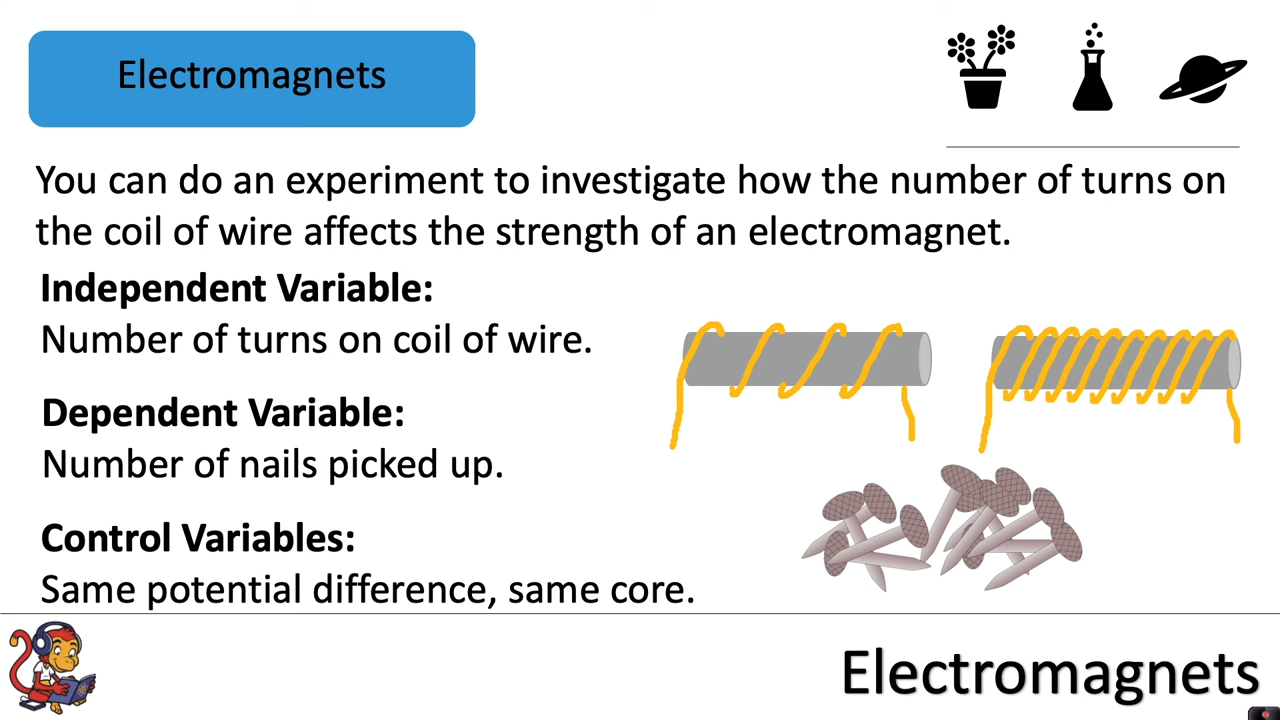 Electromagnets
You can do an experiment to investigate how the number of turns on
the coil of wire affects the strength of an electromagnet.
Independent Variable:
Number of turns on coil of wire.
Dependent Variable:
Number of nails picked up.
Control Variables:
Same potential difference, same core.
Electromagnets